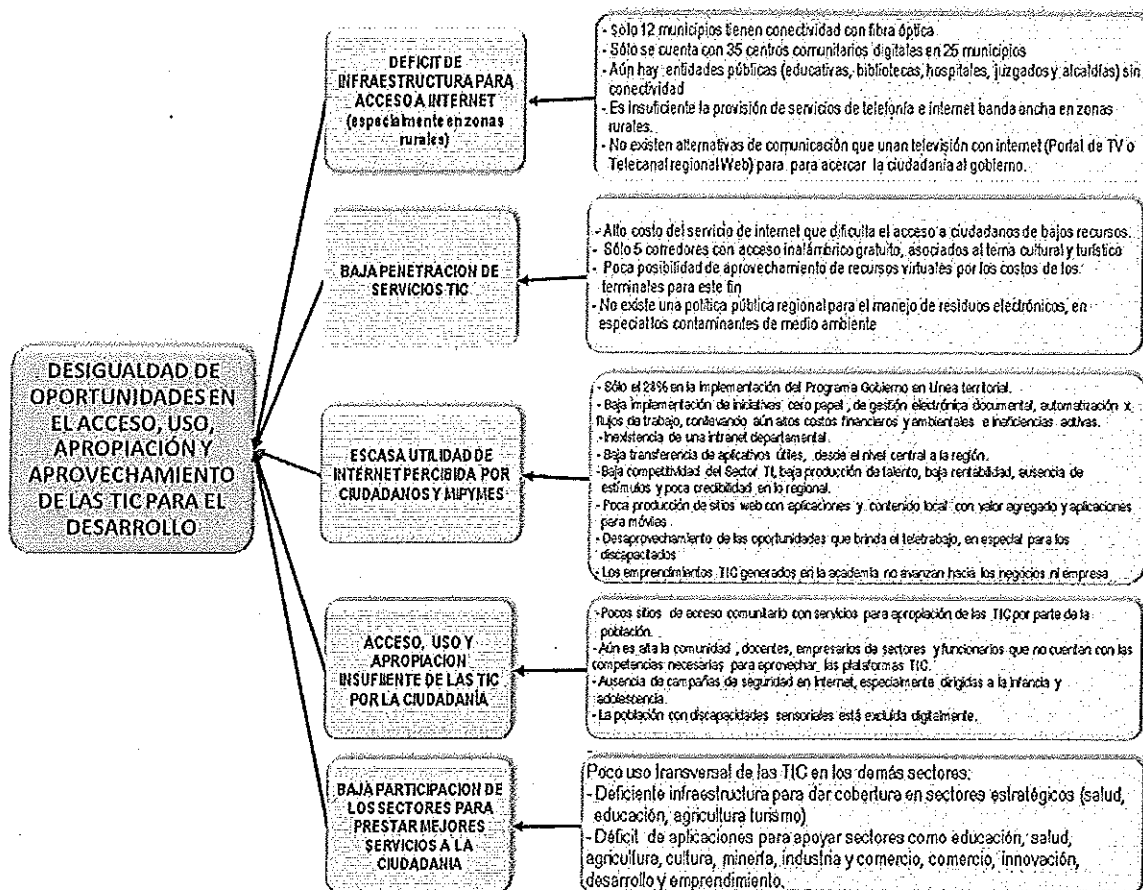 DESIGUALDAD DE
OPORTUNIDADES EN
EL ACCESO, USO,
APROPIACIÓN Y
APROVECHAMIENTO
DE LAS TIC PARA EL
DESARROLLO
DEFICIT DE
INFRAESTRUCTURA PARA
ACCESO A INTERNET
(especialmente en zonas
rurales)
- Sólo 12 municipios tienen conectividad con fibra óptica
- Sólo se cuenta con 35 centros comunitarios digitales en 25 municipios
- Aún hay entidades públicas (educativas, bibliotecas, hospitales, juzgados y alcaldías) sin
conectividad
- Es insuficiente la provisión de servicios de telefonía e internet banda ancha en zonas
rurales.
- No existen alternativas de comunicación que unan televisión con internet (Portal de TV o
Telecanal regional Web) para para acercar la ciudadanía al gobierno.
BAJA PENETRACION DE
SERVICIOS TIC
- Alto costo del servicio de internet que dificulta el acceso a ciudadanos de bajos recursos.
- Sólo 5 corredores con acceso inalámbrico gratuito, asociados al tema cultural y turístico
- Poca posibilidad de aprovechamiento de recursos virtuales por los costos de los
terminales para este fin
- No existe una política pública regional para el manejo de residuos electrónicos, en
especial los contaminantes de medio ambiente
ESCASA UTILIDAD DE
INTERNET PERCIBIDA POR
CIUDADANOS Y MIPYMES
- Sólo el 28% en la implementación del Programa Gobierno en Línea territorial.
- Baja implementación de iniciativas cero papel, de gestión electrónica documental, automatización x
flujos de trabajo, conllevando aún altos costos financieros y ambientales e ineficiencias activas.
- Inexistencia de una intranet departamental.
- Baja transferencia de aplicativos útiles, desde el nivel central a la región.
- Baja competitividad del Sector TI, baja producción de talento, baja rentabilidad, ausencia de
estímulos y poca credibilidad en lo regional.
- Poca producción de sitios web con aplicaciones y contenido local con valor agregado y aplicaciones
para móviles
- Desaprovechamiento de las oportunidades que brinda el teletrabajo, en especial para los
discapacitados
- Los emprendimientos TIC generados en la academia no avanzan hacia los negocios ni empresa
ACCESO, USO Y
APROPIACION
INSUFIENTE DE LAS TIC
POR LA CIUDADANÍA
- Pocos sitios de acceso comunitario con servicios para apropiación de las TIC por parte de la
población.
- Aún es alta la comunidad, docentes, empresarios de sectores y funcionarios que no cuentan con las
competencias necesarias para aprovechar las plataformas TIC.
- Ausencia de campañas de seguridad en Internet, especialmente dirigidas a la infancia y
adolescencia.
- La población con discapacidades sensoriales está excluida digitalmente.
BAJA PARTICIPACION DE
LOS SECTORES PARA
PRESTAR MEJORES
SERVICIOS A LA
CIUDADANIA
Poco uso transversal de las TIC en los demás sectores:
- Deficiente infraestructura para dar cobertura en sectores estratégicos (salud,
educación, agricultura turismo)
- Déficit de aplicaciones para apoyar sectores como educación, salud,
agricultura, cultura, minería, industria y comercio, comercio, innovación,
desarrollo y emprendimiento.